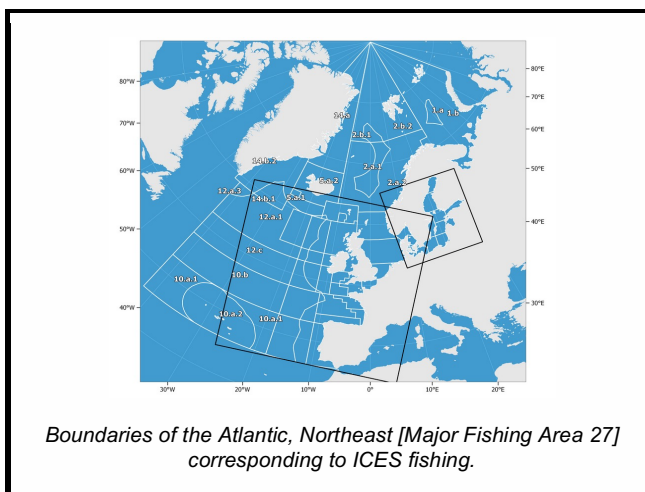 80°W
80°E
70°W
70°E
14.a
1.a
1.b
2.b.2
2.b.1
60°E
60°W
14.b.2
2.a.1
50°E
5.a.2
2.a.2
12.a.3
14.b.1
5.a.1
12.a.1
50°W
40°E
12.c
10.b
10.a.1
40°W
30°E
10.a.2
10.a.1
30°W
20°W
10°W
0°
10°E
20°E
Boundaries of the Atlantic, Northeast [Major Fishing Area 27]
corresponding to ICES fishing.